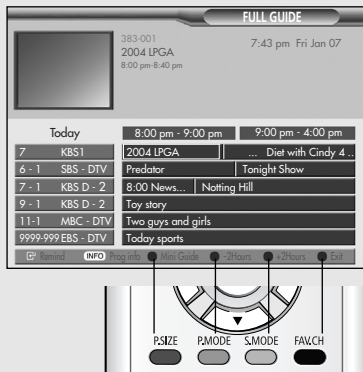 FULL GUIDE
383-001
2004 LPGA
8:00 pm-8:40 pm
7:43 pm Fri Jan 07
Today 8:00 pm - 9:00 pm 9:00 pm - 4:00 pm
7 KBS1 2004 LPGA ... Diet with Cindy 4 ..
6 - 1 SBS - DTV Predator Tonight Show
7 - 1 KBS D - 2 8:00 News... Notting Hill
9 - 1 KBS D - 2 Toy story
11-1 MBC - DTV Two guys and girls
9999-999 EBS - DTV Today sports
Remind INFO Prog info Mini Guide -2Hours +2Hours Exit
P.SIZE P.MODE S.MODE FAV.CH